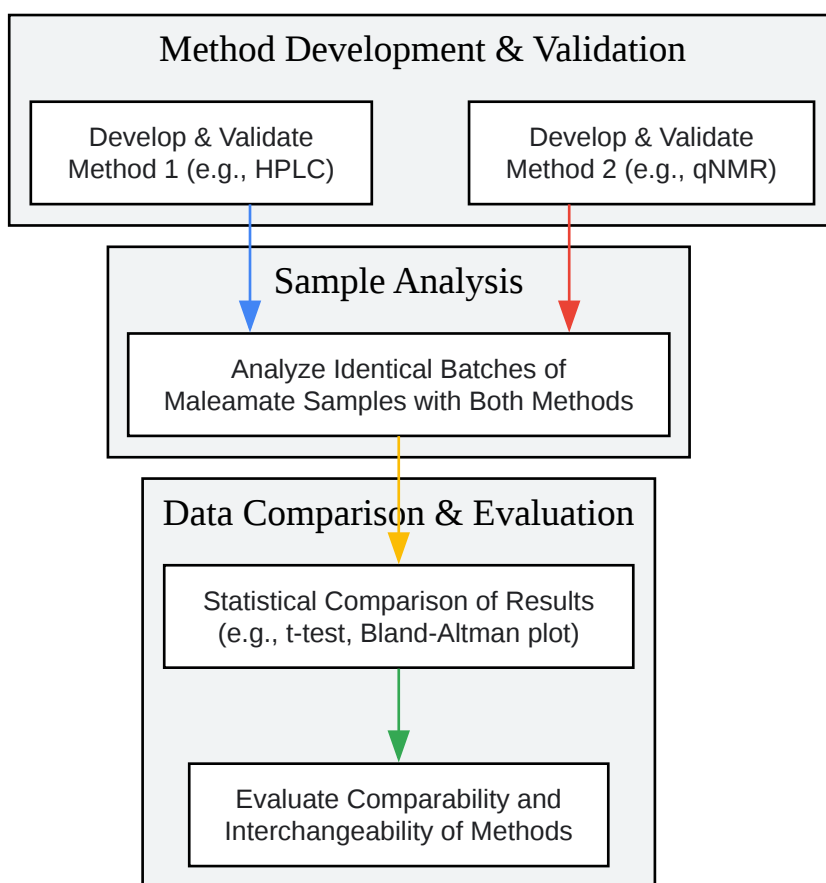 Method Development & Validation
Develop & Validate
Method 1 (e.g., HPLC)
Develop & Validate
Method 2 (e.g., qNMR)
Sample Analysis
Analyze Identical Batches of
Maleamate Samples with Both Methods
Data Comparison & Evaluation
Statistical Comparison of Results
(e.g., t-test, Bland-Altman plot)
Evaluate Comparability and
Interchangeability of Methods